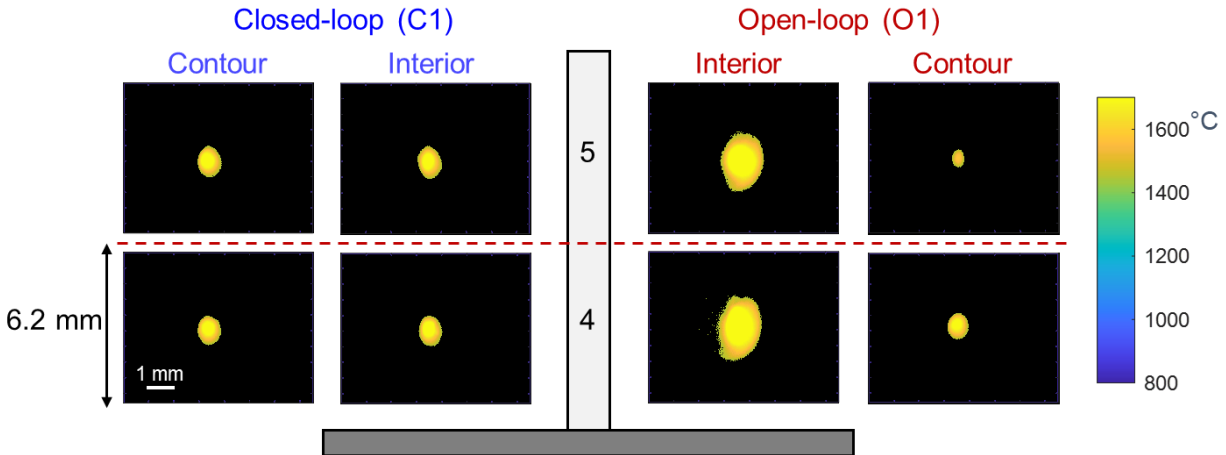 Closed-loop (C1)
Open-loop (O1)
Contour
Interior
Interior
Contour
5
1600°C
1400
1200
1000
800
6.2 mm
4
1 mm